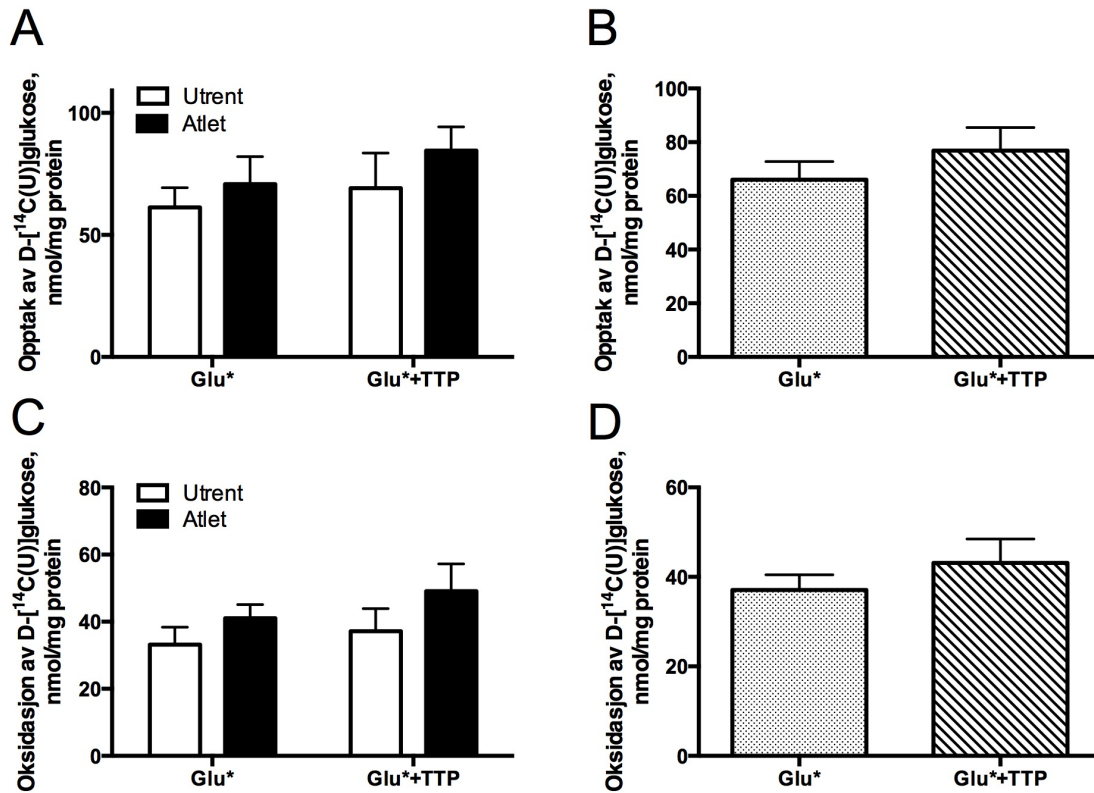 A
Opptak av D-[¹⁴C(U)]glukose,
nmol/mg protein
100
50
0
Utrent
Atlet
Glu*
Glu*+TTP
B
Opptak av D-[¹⁴C(U)]glukose,
nmol/mg protein
100
80
60
40
20
0
Glu*
Glu*+TTP
C
Oksidasjon av D-[¹⁴C(U)]glukose,
nmol/mg protein
80
60
40
20
0
Utrent
Atlet
Glu*
Glu*+TTP
D
Oksidasjon av D-[¹⁴C(U)]glukose,
nmol/mg protein
60
40
20
0
Glu*
Glu*+TTP